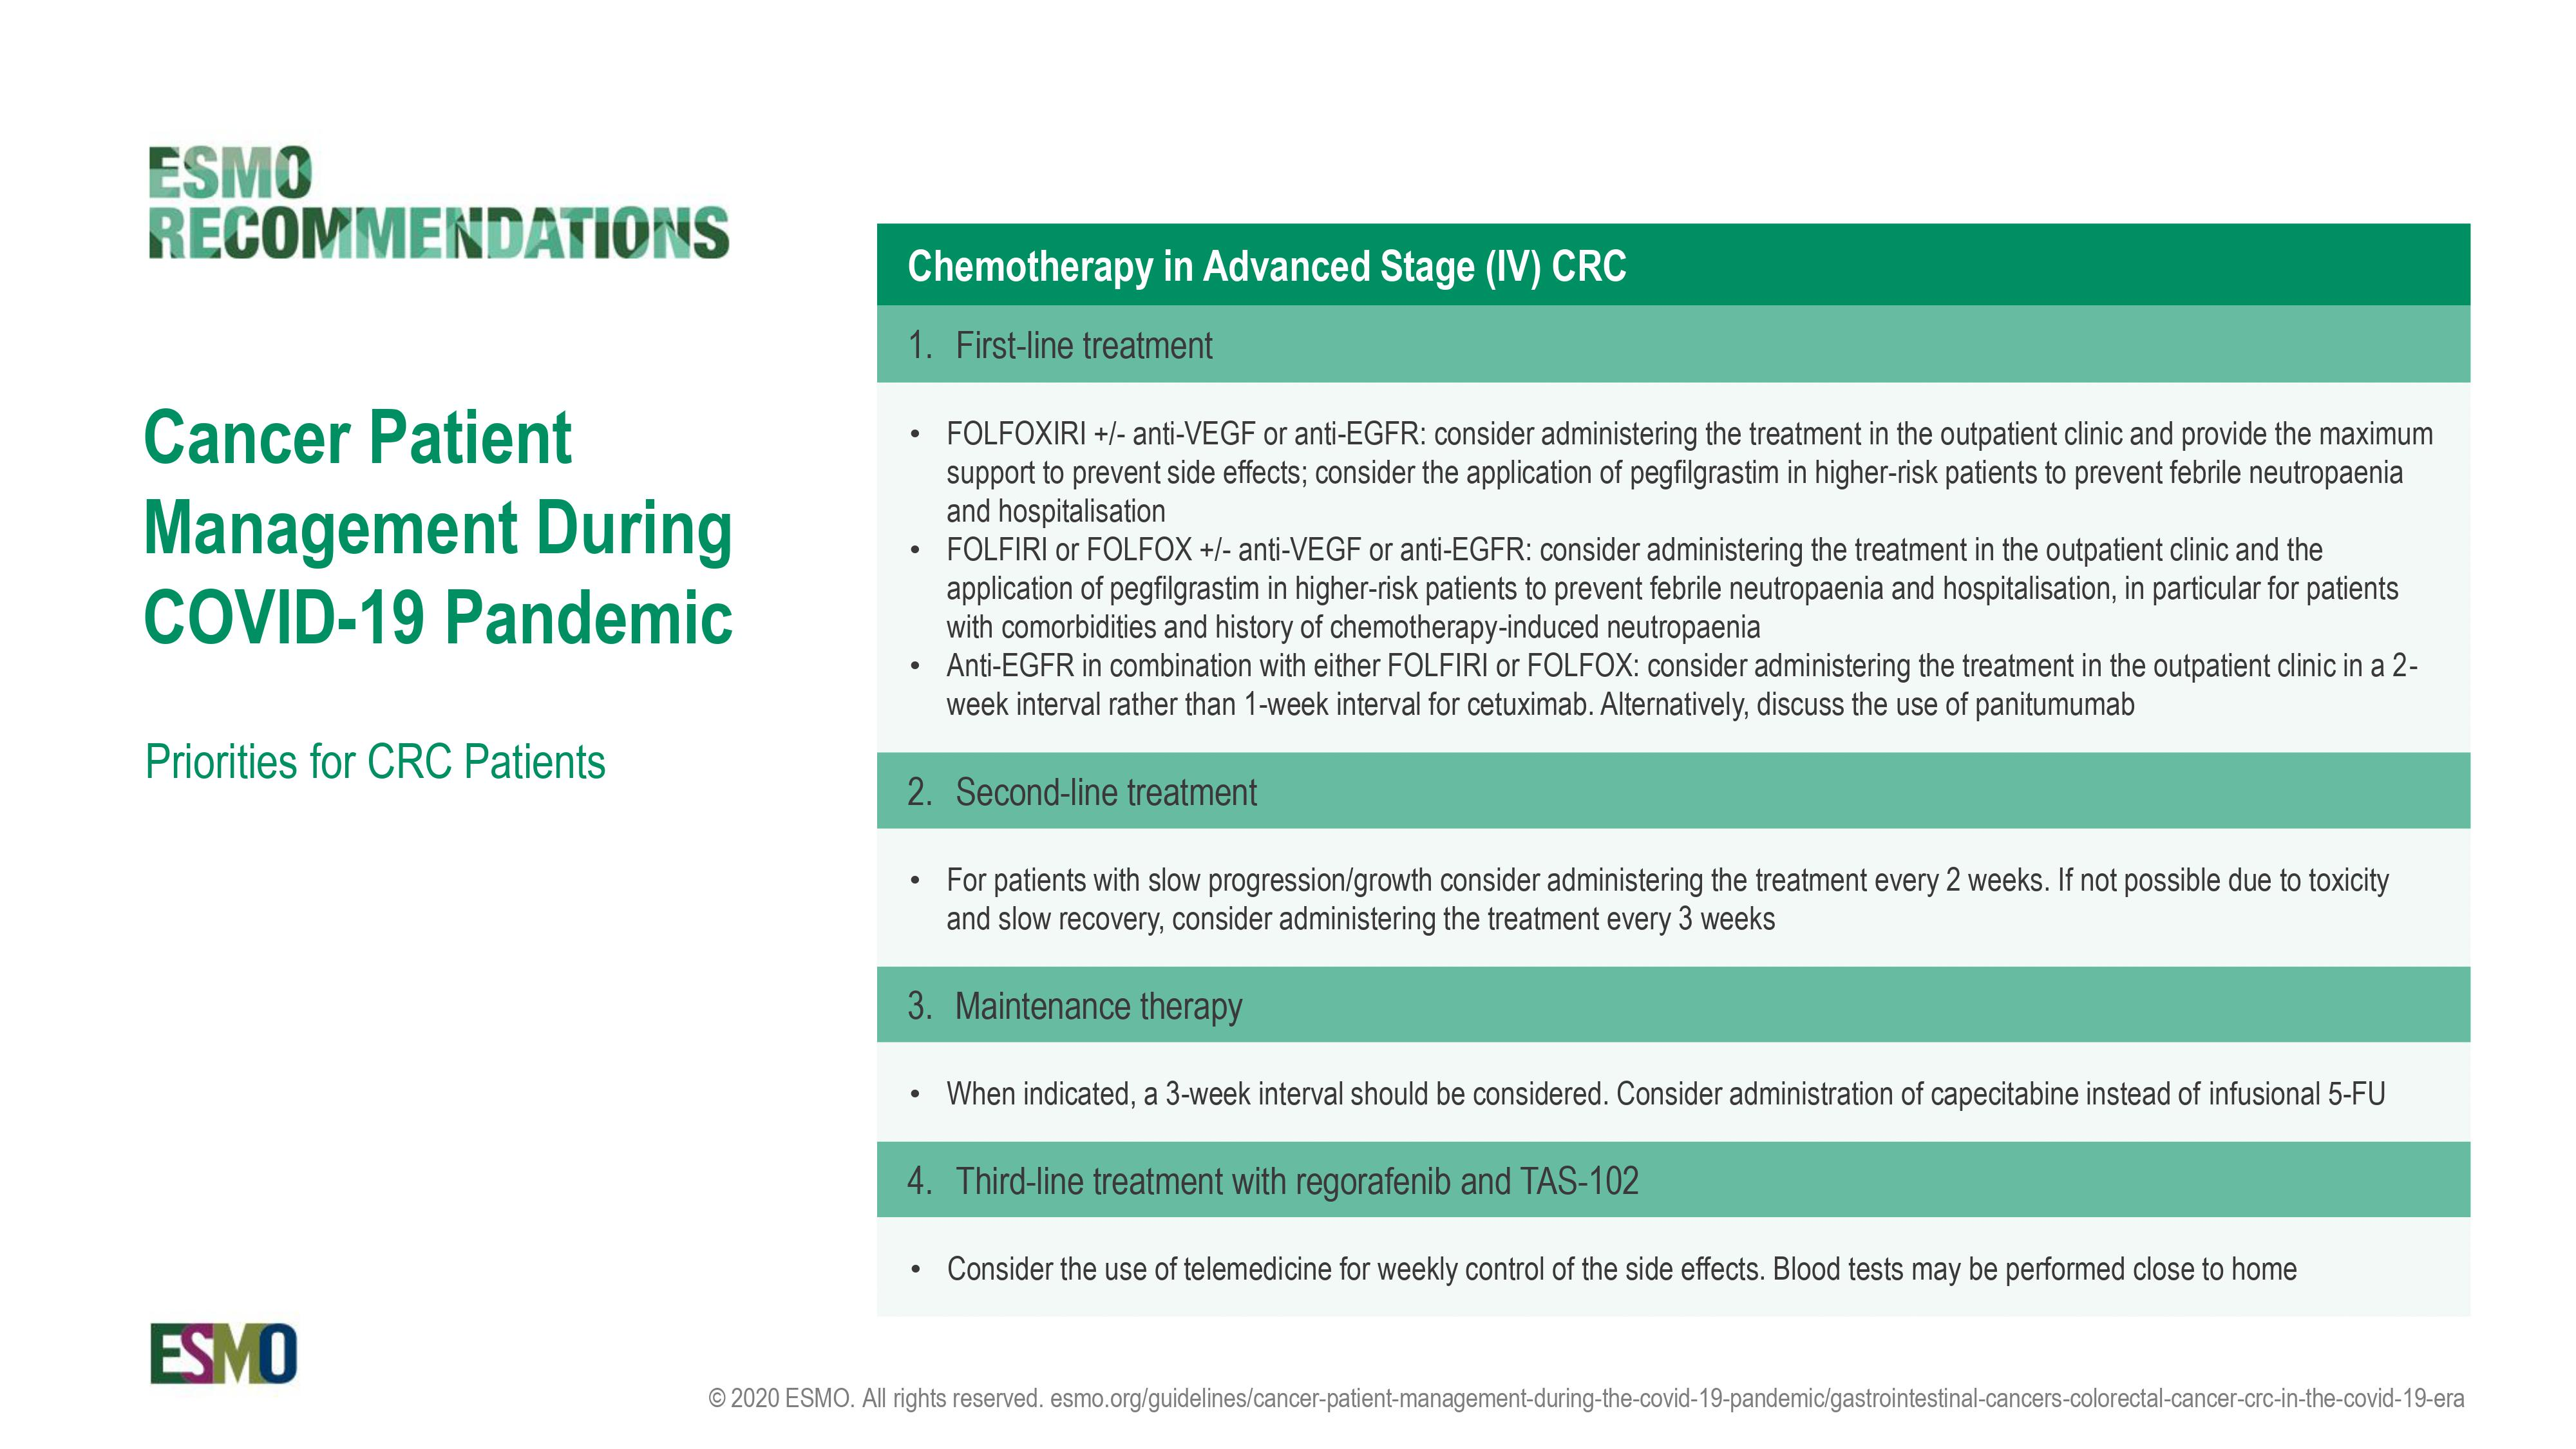 ESMO
RECOMMENDATIONS
Cancer Patient
Management During
COVID-19 Pandemic
Priorities for CRC Patients
Chemotherapy in Advanced Stage (IV) CRC
1. First-line treatment
• FOLFOXIRI +/- anti-VEGF or anti-EGFR: consider administering the treatment in the outpatient clinic and provide the maximum
support to prevent side effects; consider the application of pegfilgrastim in higher-risk patients to prevent febrile neutropaenia
and hospitalisation
• FOLFIRI or FOLFOX +/- anti-VEGF or anti-EGFR: consider administering the treatment in the outpatient clinic and the
application of pegfilgrastim in higher-risk patients to prevent febrile neutropaenia and hospitalisation, in particular for patients
with comorbidities and history of chemotherapy-induced neutropaenia
• Anti-EGFR in combination with either FOLFIRI or FOLFOX: consider administering the treatment in the outpatient clinic in a 2-
week interval rather than 1-week interval for cetuximab. Alternatively, discuss the use of panitumumab
2. Second-line treatment
• For patients with slow progression/growth consider administering the treatment every 2 weeks. If not possible due to toxicity
and slow recovery, consider administering the treatment every 3 weeks
3. Maintenance therapy
• When indicated, a 3-week interval should be considered. Consider administration of capecitabine instead of infusional 5-FU
4. Third-line treatment with regorafenib and TAS-102
• Consider the use of telemedicine for weekly control of the side effects. Blood tests may be performed close to home
ESMO
© 2020 ESMO. All rights reserved. esmo.org/guidelines/cancer-patient-management-during-the-covid-19-pandemic/gastrointestinal-cancers-colorectal-cancer-crc-in-the-covid-19-era